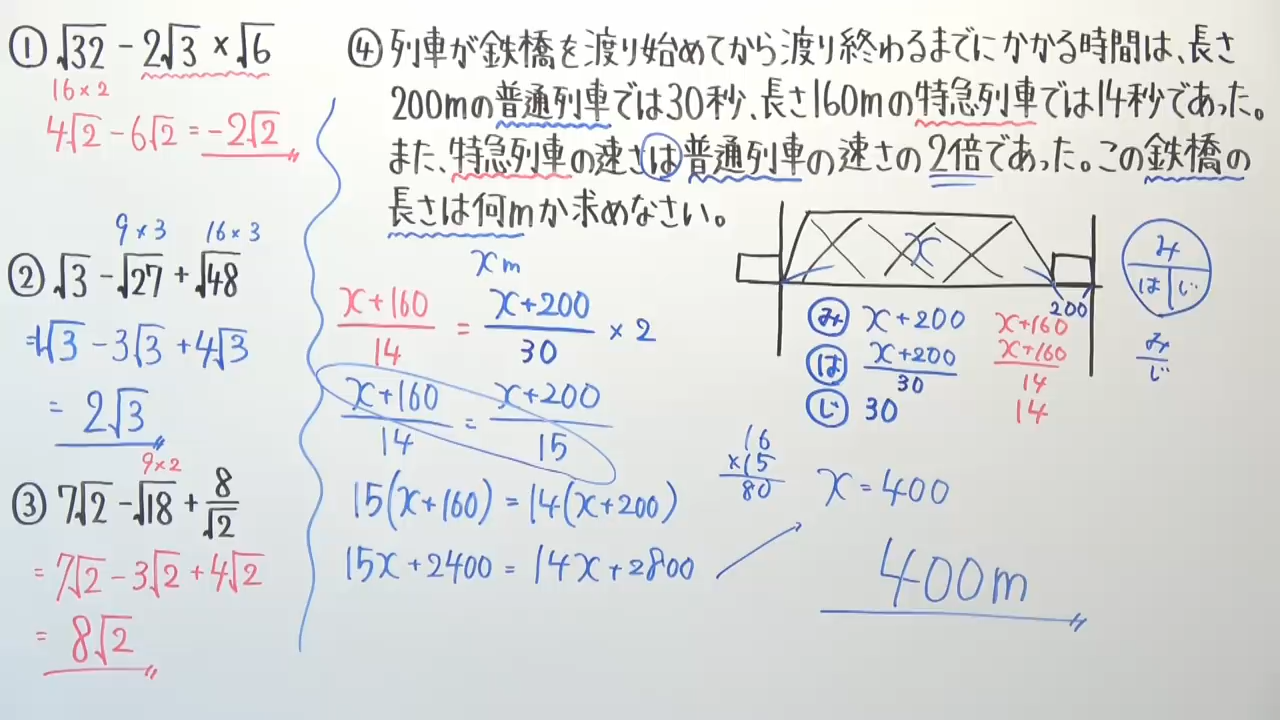 ① √32 - 2√3 × √6
16×2
4√2 - 6√2 = -2√2
9×3 16×3
② √3 - √27 + √48
= 1√3 - 3√3 + 4√3
= 2√3
9×2
③ 7√2 - √18 + 8/√2
= 7√2 - 3√2 + 4√2
= 8√2
④ 列車が鉄橋を渡り始めてから渡り終わるまでにかかる時間は、長さ
200mの普通列車では30秒、長さ160mの特急列車では14秒であった。
また、特急列車の速さは普通列車の速さの2倍であった。この鉄橋の
長さは何mか求めなさい。
xm
(x+160)/14 = (x+200)/30 × 2
(x+160)/14 = (x+200)/15
15(x+160) = 14(x+200)
15x+2400 = 14x+2800
x
200
み
は じ
み x+200 x+160
は (x+200)/30 (x+160)/14
じ 30 14
み/じ
16
×15
80
x=400
400m